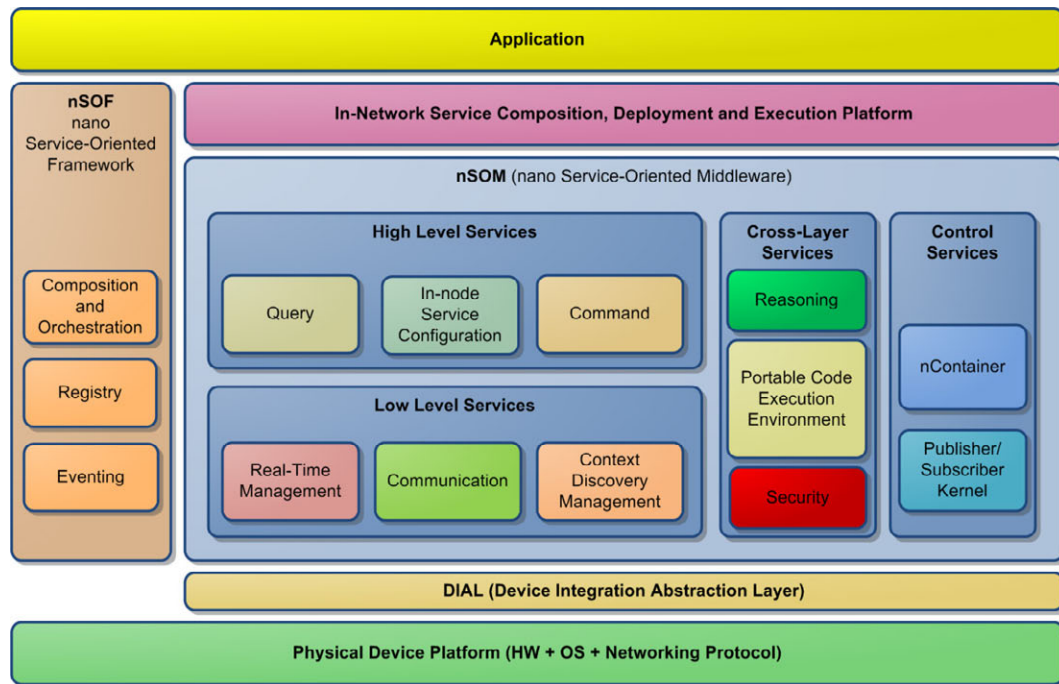 Application
nSOF
nano
Service-Oriented
Framework
Composition
and
Orchestration
Registry
Eventing
In-Network Service Composition, Deployment and Execution Platform
nSOM (nano Service-Oriented Middleware)
High Level Services
Query
In-node
Service
Configuration
Command
Low Level Services
Real-Time
Management
Communication
Context
Discovery
Management
Cross-Layer
Services
Reasoning
Portable Code
Execution
Environment
Security
Control
Services
nContainer
Publisher/
Subscriber
Kernel
DIAL (Device Integration Abstraction Layer)
Physical Device Platform (HW + OS + Networking Protocol)